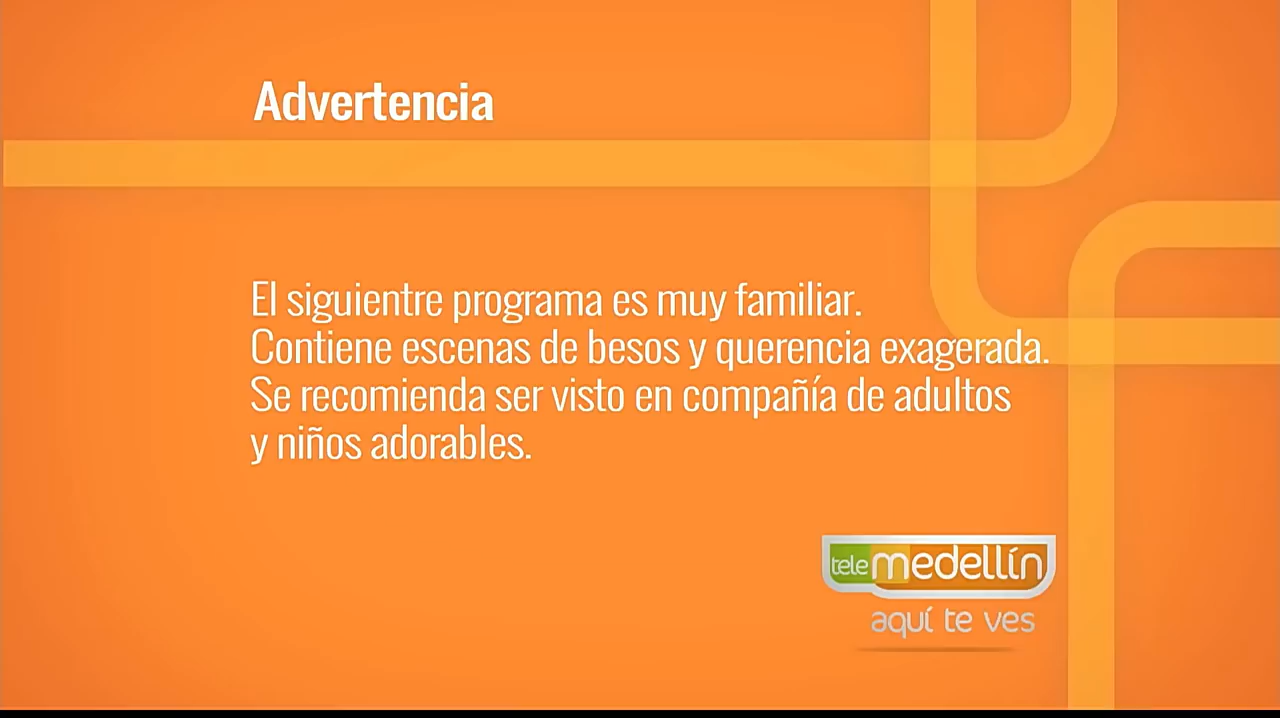 Advertencia
El siguientre programa es muy familiar.
Contiene escenas de besos y querencia exagerada.
Se recomienda ser visto en compañía de adultos
y niños adorables.
tele medellín
aquí te ves